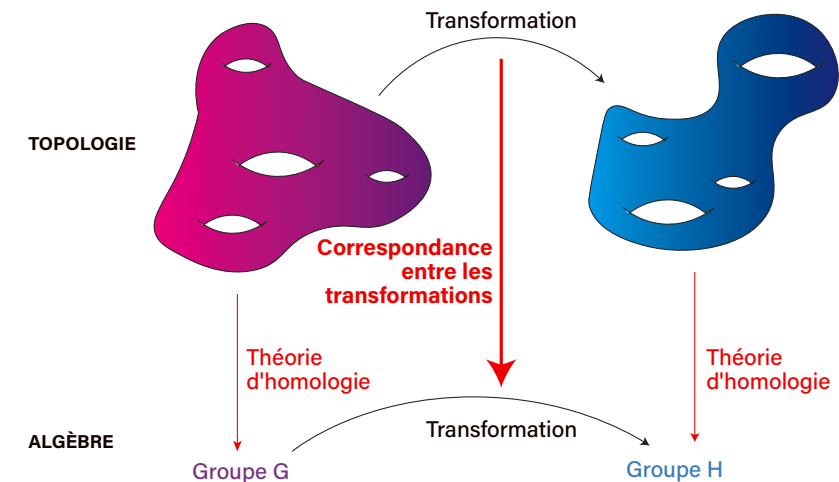 Transformation
TOPOLOGIE
Correspondance
entre les
transformations
Théorie
d'homologie
Théorie
d'homologie
ALGÈBRE
Transformation
Groupe G
Groupe H